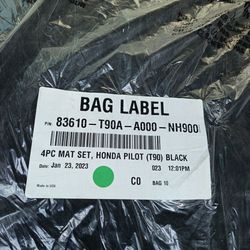 BAG LABEL
P/N: 83610-T90A-A000-NH900
4PC MAT SET, HONDA PILOT (T90) BLACK
Date: Jan 23, 2023 023 12:01PM
Made in USA CO BAG 10